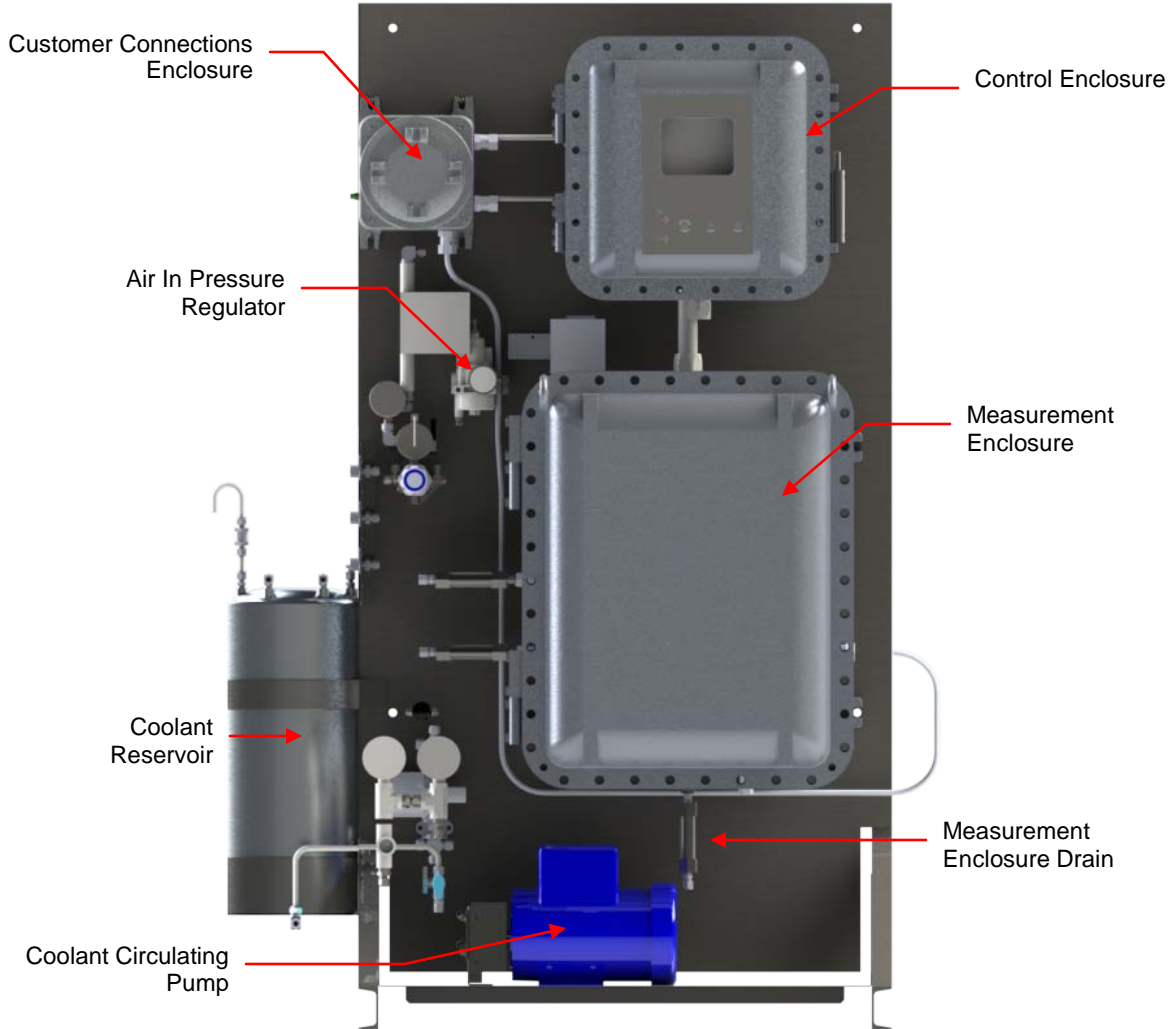 Customer Connections
Enclosure
Control Enclosure
Air In Pressure
Regulator
Measurement
Enclosure
Coolant
Reservoir
Measurement
Enclosure Drain
Coolant Circulating
Pump